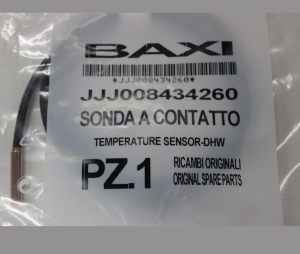 BAXI
*JJJ008434260*
JJJ008434260
SONDA A CONTATTO
TEMPERATURE SENSOR-DHW
PZ.1 RICAMBI ORIGINALI
ORIGINAL SPARE PARTS